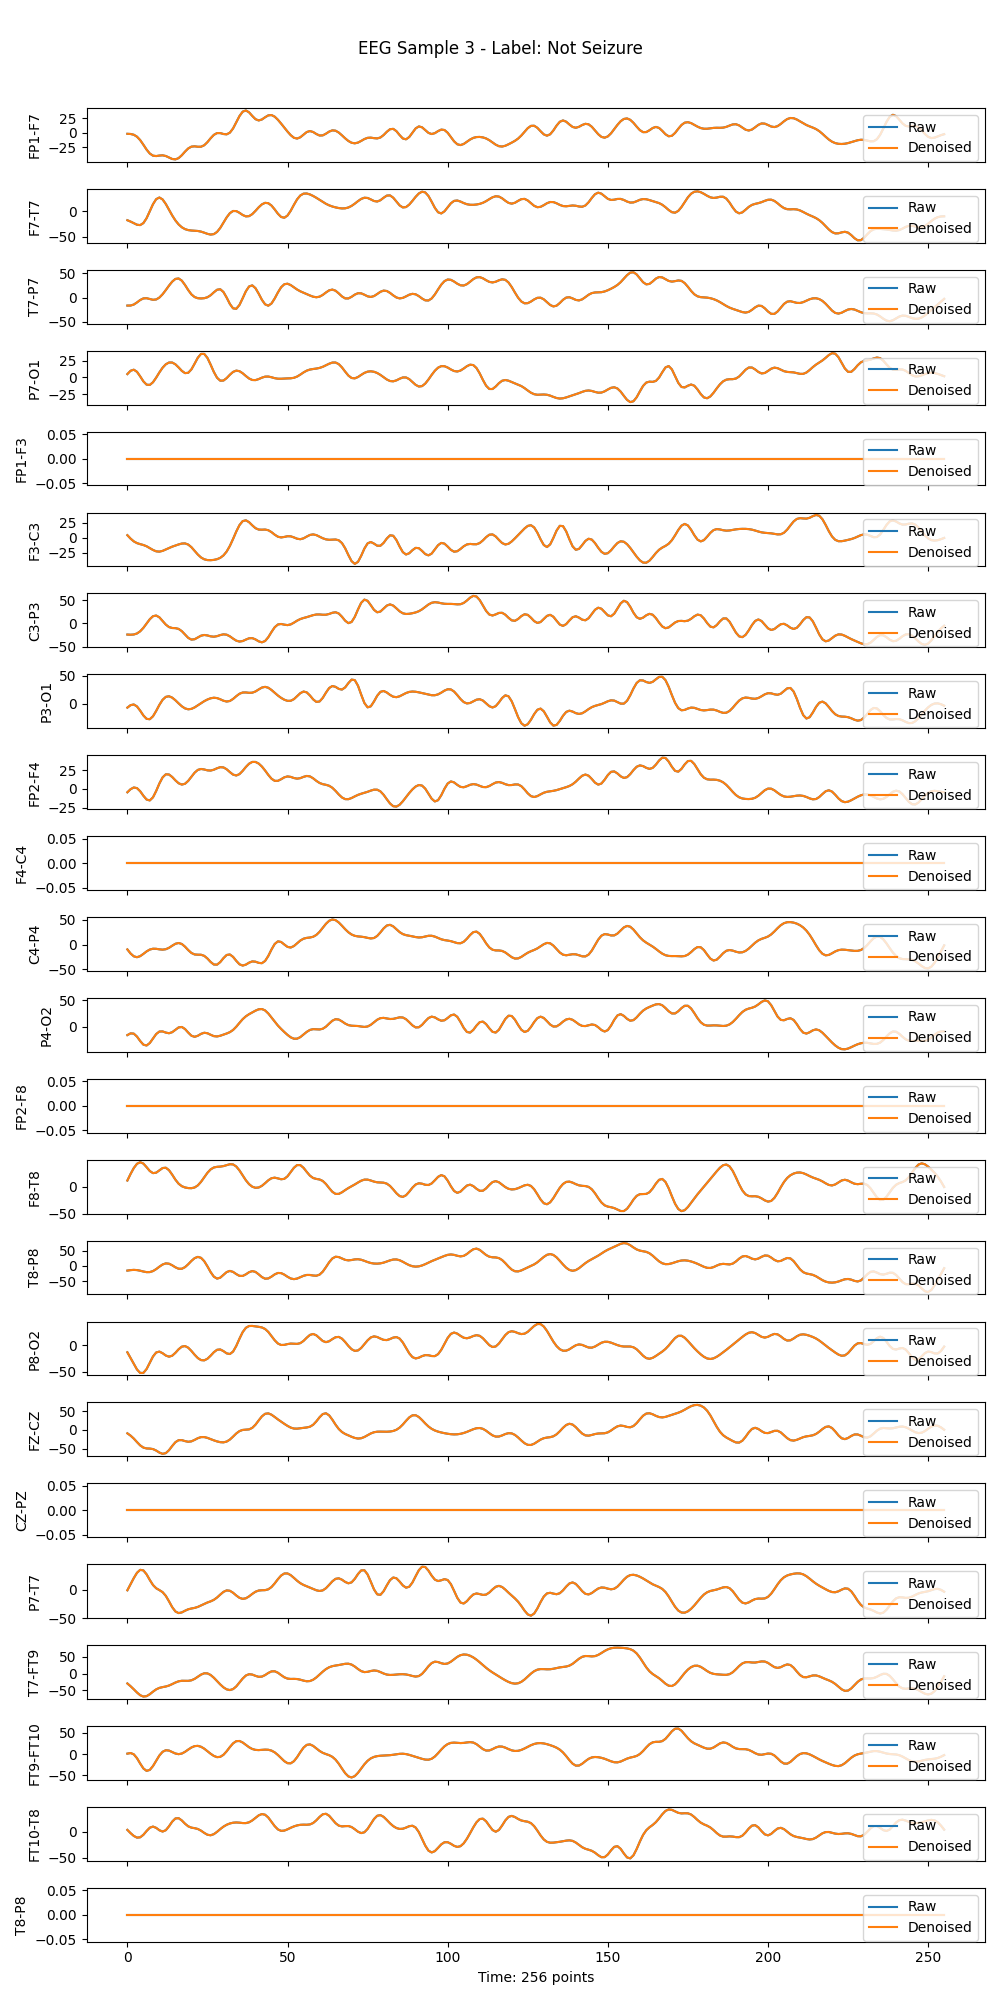 EEG Sample 3 - Label: Not Seizure
FP1-F7
25
0
−25
Raw
Denoised
F7-T7
0
−50
Raw
Denoised
T7-P7
50
0
−50
Raw
Denoised
P7-O1
25
0
−25
Raw
Denoised
FP1-F3
0.05
0.00
−0.05
Raw
Denoised
F3-C3
25
0
−25
Raw
Denoised
C3-P3
50
0
−50
Raw
Denoised
P3-O1
50
0
Raw
Denoised
FP2-F4
25
0
−25
Raw
Denoised
F4-C4
0.05
0.00
−0.05
Raw
Denoised
C4-P4
50
0
−50
Raw
Denoised
P4-O2
50
0
Raw
Denoised
FP2-F8
0.05
0.00
−0.05
Raw
Denoised
F8-T8
0
−50
Raw
Denoised
T8-P8
50
0
−50
Raw
Denoised
P8-O2
0
−50
Raw
Denoised
FZ-CZ
50
0
−50
Raw
Denoised
CZ-PZ
0.05
0.00
−0.05
Raw
Denoised
P7-T7
0
−50
Raw
Denoised
T7-FT9
50
0
−50
Raw
Denoised
FT9-FT10
50
0
−50
Raw
Denoised
FT10-T8
0
−50
Raw
Denoised
T8-P8
0.05
0.00
−0.05
Raw
Denoised
0 50 100 150 200 250
Time: 256 points